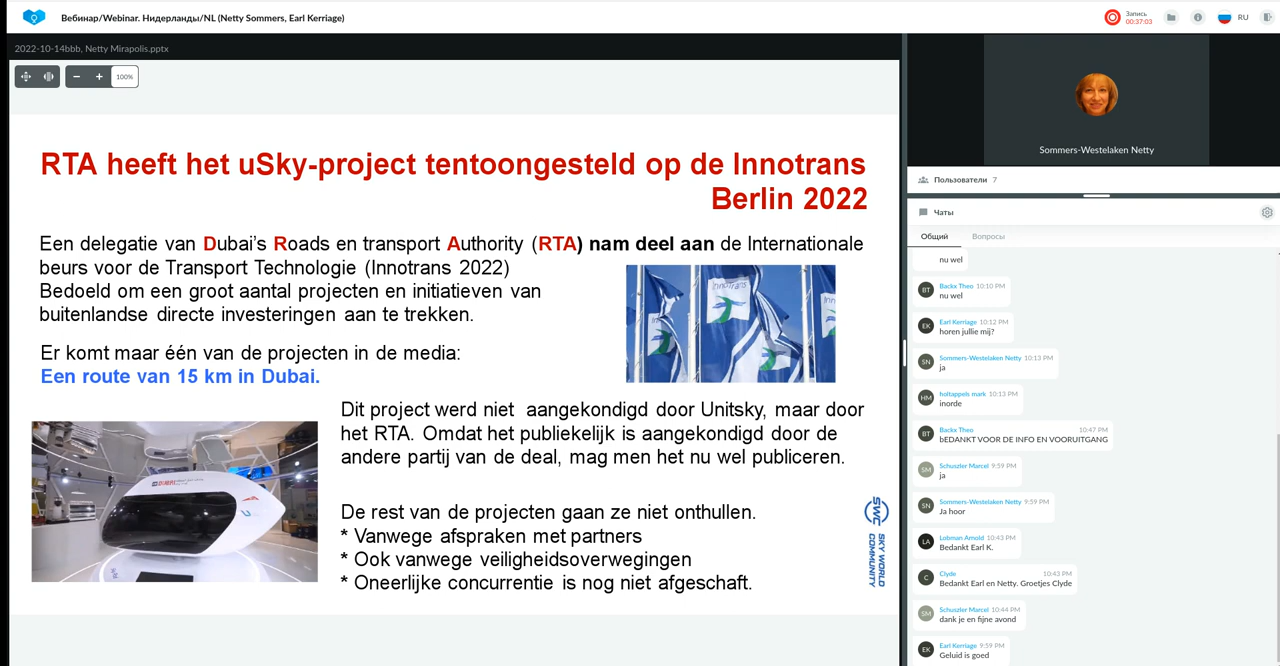 Вебинар/Webinar. Нидерланды/NL (Netty Sommers, Earl Kerriage)
Запись
00:37:03
RU
2022-10-14bbb, Netty Mirapolis.pptx
100%
RTA heeft het uSky-project tentoongesteld op de Innotrans
Berlin 2022
Een delegatie van Dubai's Roads en transport Authority (RTA) nam deel aan de Internationale
beurs voor de Transport Technologie (Innotrans 2022)
Bedoeld om een groot aantal projecten en initiatieven van
buitenlandse directe investeringen aan te trekken.
Er komt maar één van de projecten in de media:
Een route van 15 km in Dubai.
Dit project werd niet aangekondigd door Unitsky, maar door
het RTA. Omdat het publiekelijk is aangekondigd door de
andere partij van de deal, mag men het nu wel publiceren.
De rest van de projecten gaan ze niet onthullen.
* Vanwege afspraken met partners
* Ook vanwege veiligheidsoverwegingen
* Oneerlijke concurrentie is nog niet afgeschaft.
SWC
SKY WORLD
COMMUNITY
Sommers-Westelaken Netty
Пользователи 7
Чаты
Общий Вопросы
nu wel
BT Backx Theo 10:10 PM
nu wel
EK Earl Kerriage 10:12 PM
horen jullie mij?
SN Sommers-Westelaken Netty 10:13 PM
ja
HM holtappels mark 10:13 PM
inorde
BT Backx Theo 10:47 PM
bEDANKT VOOR DE INFO EN VOORUITGANG
SM Schuszler Marcel 9:59 PM
ja
SN Sommers-Westelaken Netty 9:59 PM
Ja hoor
LA Lobman Arnold 10:43 PM
Bedankt Earl K.
C Clyde 10:43 PM
Bedankt Earl en Netty. Groetjes Clyde
SM Schuszler Marcel 10:44 PM
dank je en fijne avond
EK Earl Kerriage 9:59 PM
Geluid is goed